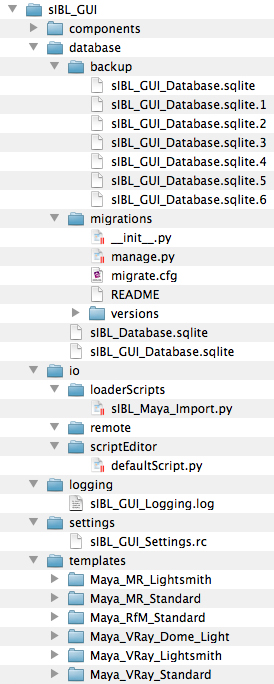 sIBL_GUI
components
database
backup
sIBL_GUI_Database.sqlite
sIBL_GUI_Database.sqlite.1
sIBL_GUI_Database.sqlite.2
sIBL_GUI_Database.sqlite.3
sIBL_GUI_Database.sqlite.4
sIBL_GUI_Database.sqlite.5
sIBL_GUI_Database.sqlite.6
migrations
__init__.py
manage.py
migrate.cfg
README
versions
sIBL_Database.sqlite
sIBL_GUI_Database.sqlite
io
loaderScripts
sIBL_Maya_Import.py
remote
scriptEditor
defaultScript.py
logging
sIBL_GUI_Logging.log
settings
sIBL_GUI_Settings.rc
templates
Maya_MR_Lightsmith
Maya_MR_Standard
Maya_RfM_Standard
Maya_VRay_Dome_Light
Maya_VRay_Lightsmith
Maya_VRay_Standard